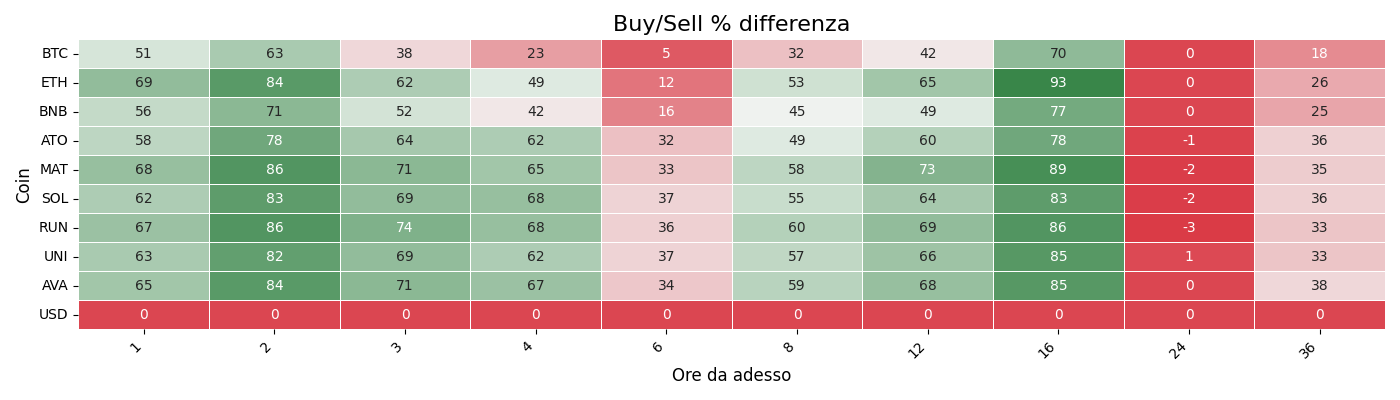 Buy/Sell % differenza
Coin
BTC 51 63 38 23 5 32 42 70 0 18
ETH 69 84 62 49 12 53 65 93 0 26
BNB 56 71 52 42 16 45 49 77 0 25
ATO 58 78 64 62 32 49 60 78 -1 36
MAT 68 86 71 65 33 58 73 89 -2 35
SOL 62 83 69 68 37 55 64 83 -2 36
RUN 67 86 74 68 36 60 69 86 -3 33
UNI 63 82 69 62 37 57 66 85 1 33
AVA 65 84 71 67 34 59 68 85 0 38
USD 0 0 0 0 0 0 0 0 0 0
1 2 3 4 6 8 12 16 24 36
Ore da adesso